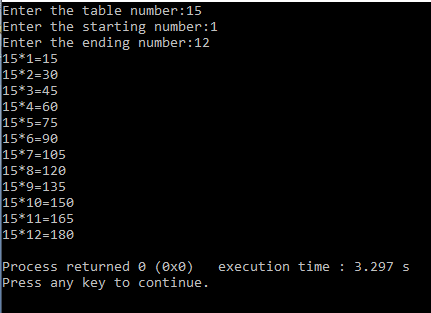 Enter the table number:15
Enter the starting number:1
Enter the ending number:12
15*1=15
15*2=30
15*3=45
15*4=60
15*5=75
15*6=90
15*7=105
15*8=120
15*9=135
15*10=150
15*11=165
15*12=180
Process returned 0 (0x0)   execution time : 3.297 s
Press any key to continue.